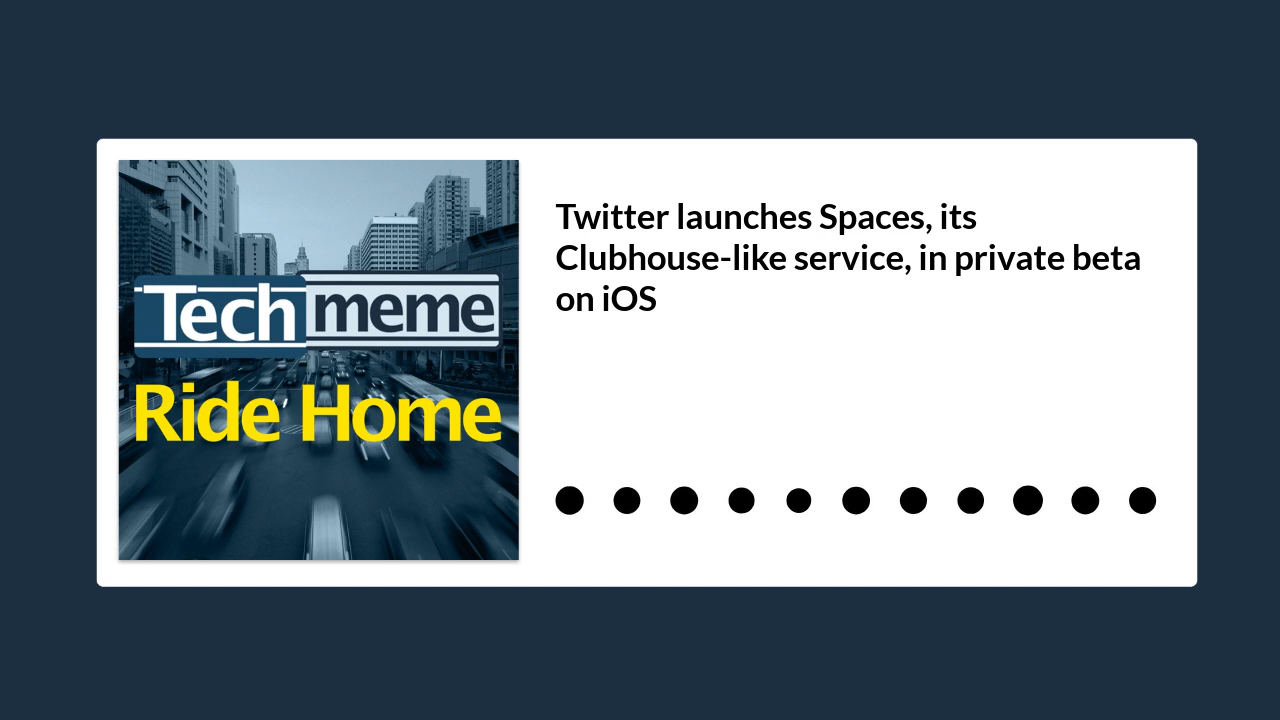 Techmeme
Ride Home
Twitter launches Spaces, its
Clubhouse-like service, in private beta
on iOS